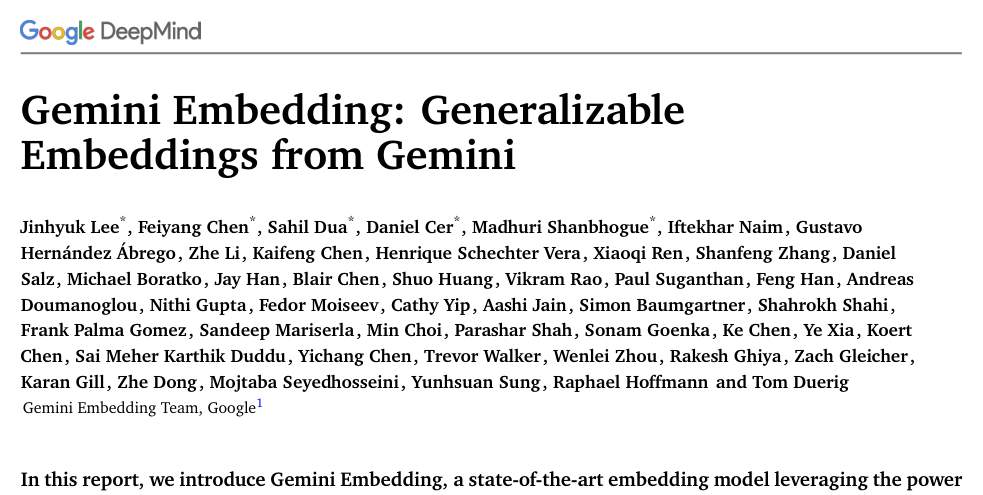 Google DeepMind
Gemini Embedding: Generalizable
Embeddings from Gemini
Jinhyuk Lee*, Feiyang Chen*, Sahil Dua*, Daniel Cer*, Madhuri Shanbhogue*, Iftekhar Naim, Gustavo
Hernández Ábrego, Zhe Li, Kaifeng Chen, Henrique Schechter Vera, Xiaoqi Ren, Shanfeng Zhang, Daniel
Salz, Michael Boratko, Jay Han, Blair Chen, Shuo Huang, Vikram Rao, Paul Suganthan, Feng Han, Andreas
Doumanoglou, Nithi Gupta, Fedor Moiseev, Cathy Yip, Aashi Jain, Simon Baumgartner, Shahrokh Shahi,
Frank Palma Gomez, Sandeep Mariserla, Min Choi, Parashar Shah, Sonam Goenka, Ke Chen, Ye Xia, Koert
Chen, Sai Meher Karthik Duddu, Yichang Chen, Trevor Walker, Wenlei Zhou, Rakesh Ghiya, Zach Gleicher,
Karan Gill, Zhe Dong, Mojtaba Seyedhosseini, Yunhsuan Sung, Raphael Hoffmann and Tom Duerig
Gemini Embedding Team, Google1
In this report, we introduce Gemini Embedding, a state-of-the-art embedding model leveraging the power